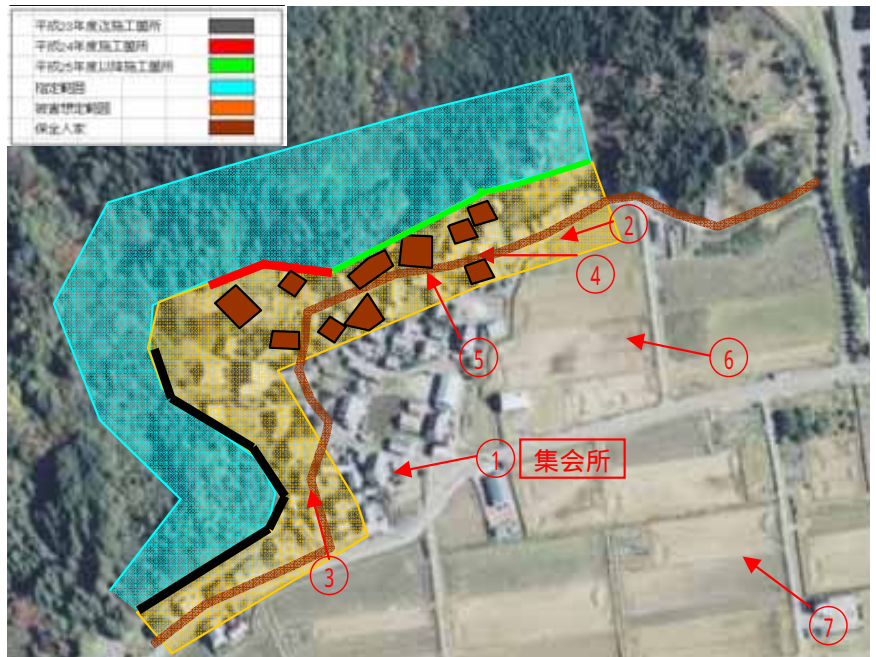 平成23年度迄施工箇所
平成24年度施工箇所
平成25年度以降施工箇所
指定範囲
被害想定範囲
保全人家
②
④
⑤
⑥
① 集会所
③
⑦